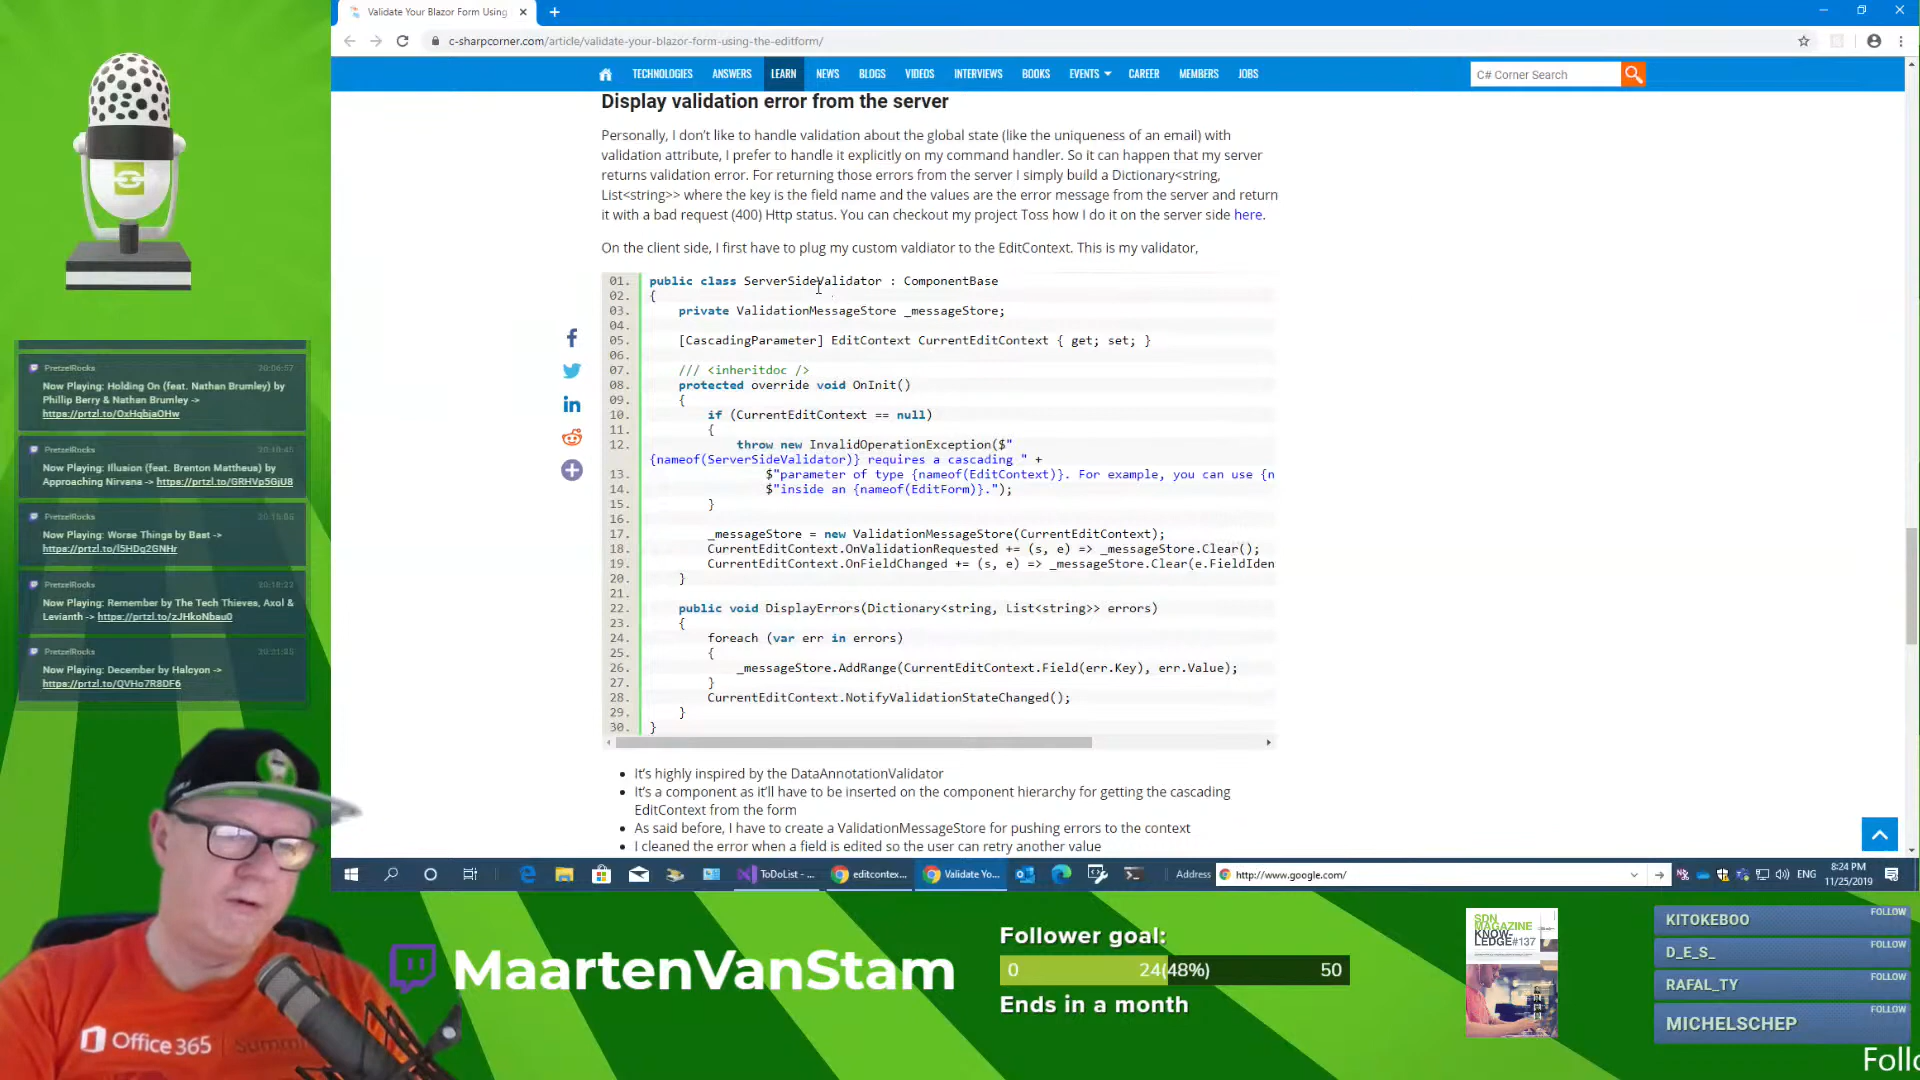 Validate Your Blazor Form Using
c-sharpcorner.com/article/validate-your-blazor-form-using-the-editform/
TECHNOLOGIES ANSWERS LEARN NEWS BLOGS VIDEOS INTERVIEWS BOOKS EVENTS CAREER MEMBERS JOBS
C# Corner Search
Display validation error from the server
Personally, I don't like to handle validation about the global state (like the uniqueness of an email) with
validation attribute, I prefer to handle it explicitly on my command handler. So it can happen that my server
returns validation error. For returning those errors from the server I simply build a Dictionary<string,
List<string>> where the key is the field name and the values are the error message from the server and return
it with a bad request (400) Http status. You can checkout my project Toss how I do it on the server side here.
On the client side, I first have to plug my custom valdiator to the EditContext. This is my validator,
01. public class ServerSideValidator : ComponentBase
02. {
03. private ValidationMessageStore _messageStore;
04.
05. [CascadingParameter] EditContext CurrentEditContext { get; set; }
06.
07. /// <inheritdoc />
08. protected override void OnInit()
09. {
10. if (CurrentEditContext == null)
11. {
12. throw new InvalidOperationException($"
{nameof(ServerSideValidator)} requires a cascading " +
13. $"parameter of type {nameof(EditContext)}. For example, you can use {n
14. $"inside an {nameof(EditForm)}.");
15. }
16.
17. _messageStore = new ValidationMessageStore(CurrentEditContext);
18. CurrentEditContext.OnValidationRequested += (s, e) => _messageStore.Clear();
19. CurrentEditContext.OnFieldChanged += (s, e) => _messageStore.Clear(e.FieldIden
20. }
21.
22. public void DisplayErrors(Dictionary<string, List<string>> errors)
23. {
24. foreach (var err in errors)
25. {
26. _messageStore.AddRange(CurrentEditContext.Field(err.Key), err.Value);
27. }
28. CurrentEditContext.NotifyValidationStateChanged();
29. }
30. }
• It's highly inspired by the DataAnnotationValidator
• It's a component as it'll have to be inserted on the component hierarchy for getting the cascading
EditContext from the form
• As said before, I have to create a ValidationMessageStore for pushing errors to the context
• I cleaned the error when a field is edited so the user can retry another value
PretzelRocks 20:06:57
Now Playing: Holding On (feat. Nathan Brumley) by
Phillip Berry & Nathan Brumley ->
https://prtzl.to/OxHqbjaOHw
PretzelRocks
Now Playing: Illusion (feat. Brenton Mattheus) by
Approaching Nirvana -> https://prtzl.to/GRHVp5GjU8
PretzelRocks
Now Playing: Worse Things by Bast ->
https://prtzl.to/l5HDg2GNHr
PretzelRocks 20:18:22
Now Playing: Remember by The Tech Thieves, Axol &
Levianth -> https://prtzl.to/zJHkoNbau0
PretzelRocks
Now Playing: December by Halcyon ->
https://prtzl.to/QVHo7R8DF6
ToDoList - ...
editcontex...
Validate Yo...
Address http://www.google.com/
ENG
8:24 PM
11/25/2019
Office 365
Summit
MaartenVanStam
Follower goal:
0 24(48%) 50
Ends in a month
SDN
MAGAZINE
KNOW-
LEDGE#137
KITOKEBOO FOLLOW
D_E_S_ FOLLOW
RAFAL_TY FOLLOW
MICHELSCHEP FOLLOW
Follo